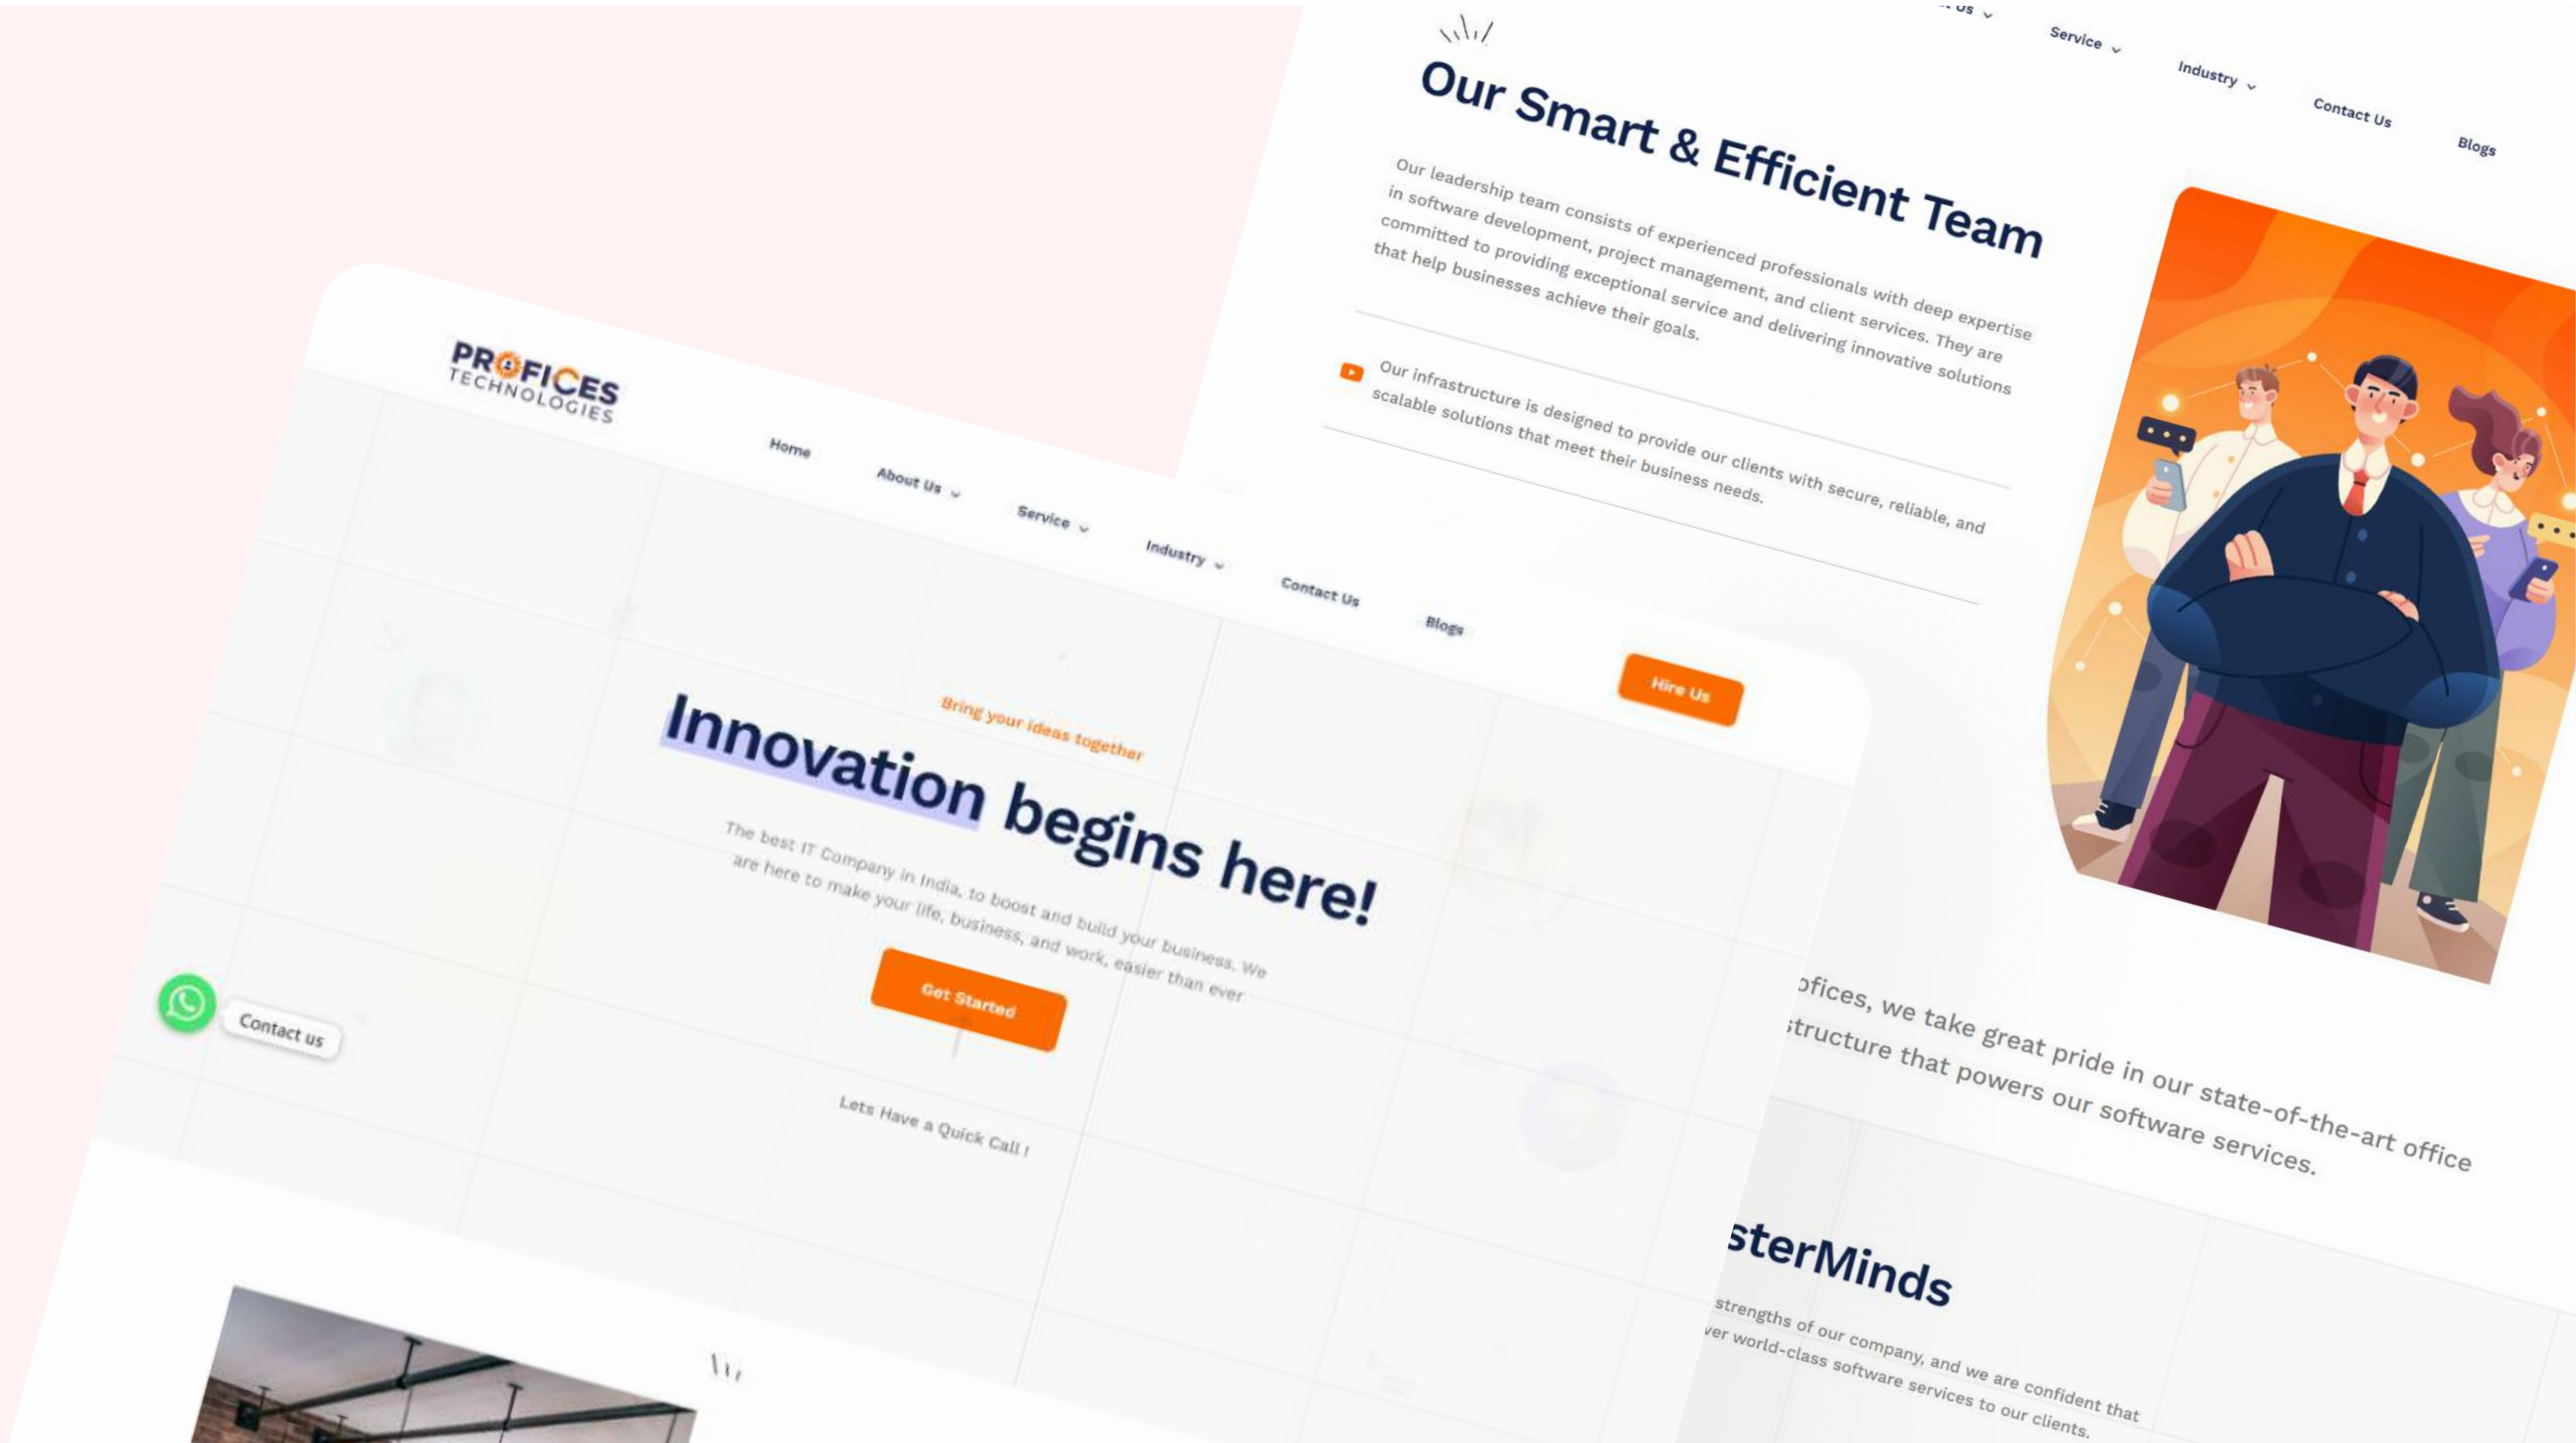 PROFICES
TECHNOLOGIES
Home
About Us
Service
Industry
Contact Us
Blogs
Hire Us
Bring your ideas together
Innovation begins here!
The best IT Company in India, to boost and build your business. We
are here to make your life, business, and work, easier than ever
Get Started
Lets Have a Quick Call !
Contact us
Us
Service
Industry
Contact Us
Blogs
Our Smart & Efficient Team
Our leadership team consists of experienced professionals with deep expertise
in software development, project management, and client services. They are
committed to providing exceptional service and delivering innovative solutions
that help businesses achieve their goals.
Our infrastructure is designed to provide our clients with secure, reliable, and
scalable solutions that meet their business needs.
ofices, we take great pride in our state-of-the-art office
structure that powers our software services.
sterMinds
strengths of our company, and we are confident that
ver world-class software services to our clients.